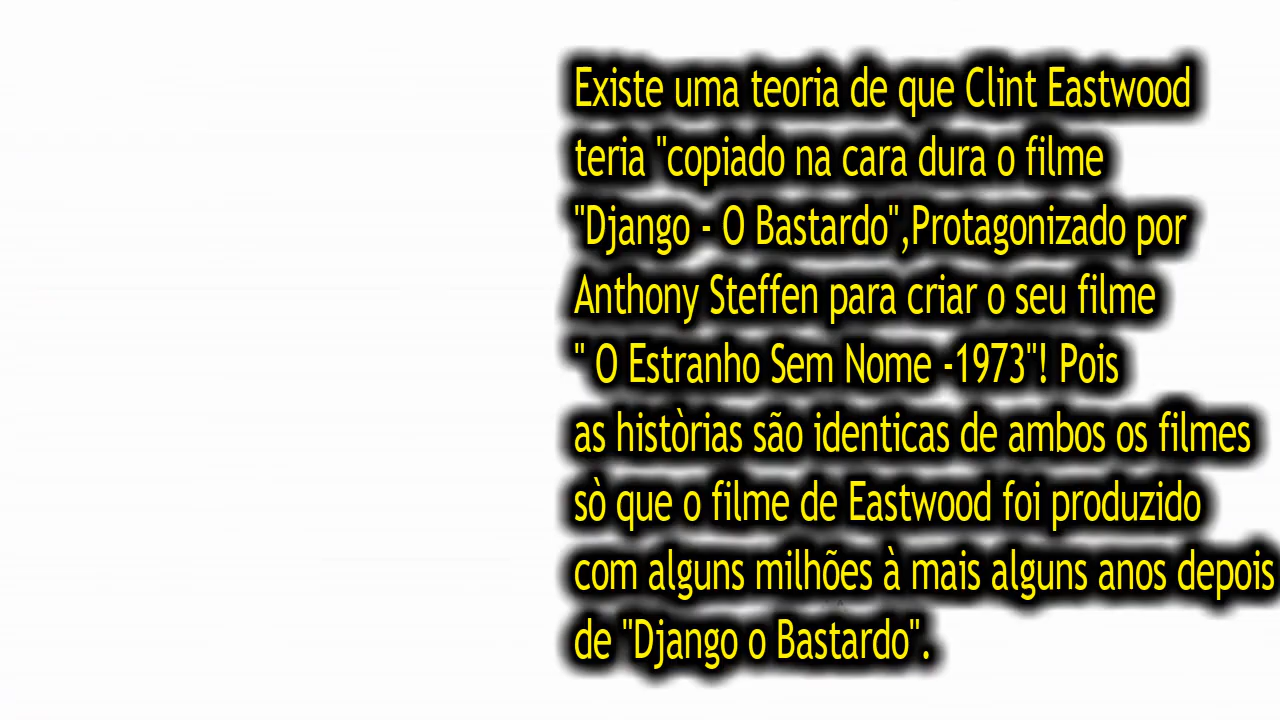 Existe uma teoria de que Clint Eastwood
teria "copiado na cara dura o filme
"Django - O Bastardo",Protagonizado por
Anthony Steffen para criar o seu filme
" O Estranho Sem Nome -1973"! Pois
as històrias são identicas de ambos os filmes
sò que o filme de Eastwood foi produzido
com alguns milhões à mais alguns anos depois
de "Django o Bastardo".